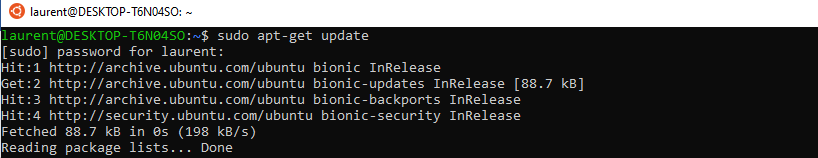 laurent@DESKTOP-T6N04SO: ~
laurent@DESKTOP-T6N04SO:~$ sudo apt-get update
[sudo] password for laurent:
Hit:1 http://archive.ubuntu.com/ubuntu bionic InRelease
Get:2 http://archive.ubuntu.com/ubuntu bionic-updates InRelease [88.7 kB]
Hit:3 http://archive.ubuntu.com/ubuntu bionic-backports InRelease
Hit:4 http://security.ubuntu.com/ubuntu bionic-security InRelease
Fetched 88.7 kB in 0s (198 kB/s)
Reading package lists... Done